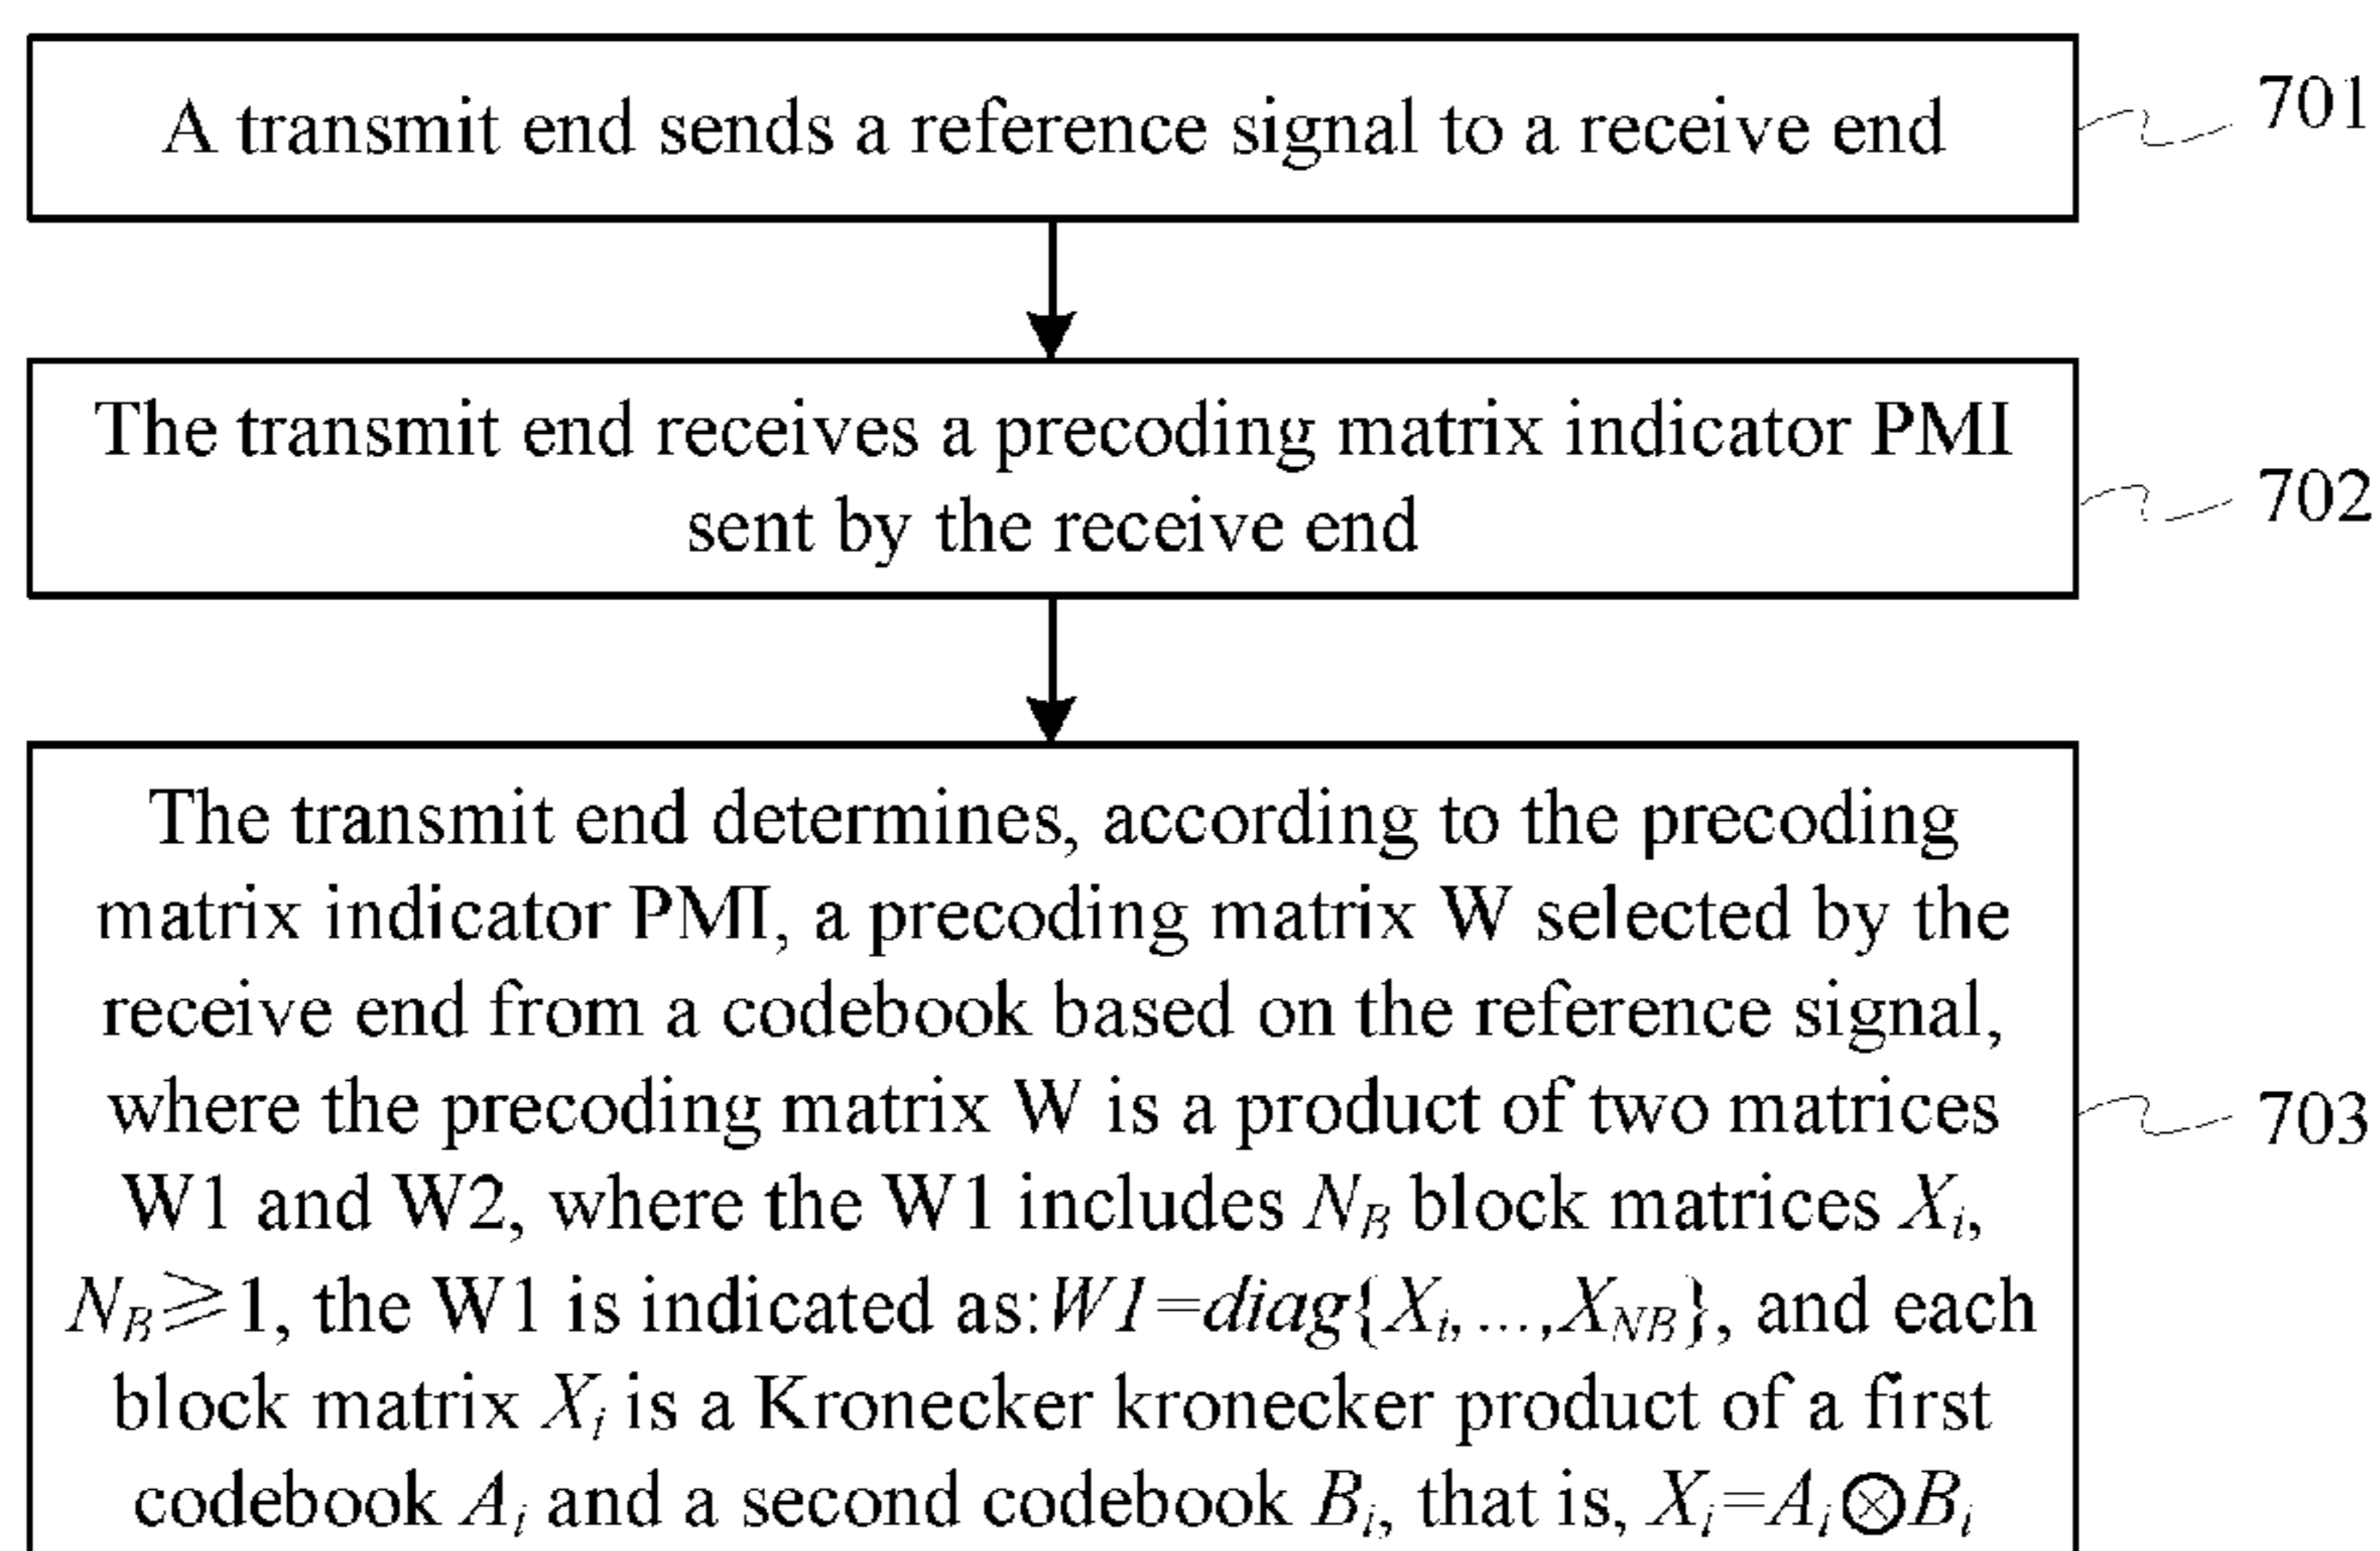 A transmit end sends a reference signal to a receive end
701
The transmit end receives a precoding matrix indicator PMI
sent by the receive end
702
The transmit end determines, according to the precoding
matrix indicator PMI, a precoding matrix W selected by the
receive end from a codebook based on the reference signal,
where the precoding matrix W is a product of two matrices
W1 and W2, where the W1 includes N_B block matrices X_i,
N_B⩾1, the W1 is indicated as: W1=diag{X_i,...,X_NB}, and each
block matrix X_i is a Kronecker kronecker product of a first
codebook A_i and a second codebook B_i, that is, X_i=A_i⊗B_i
703